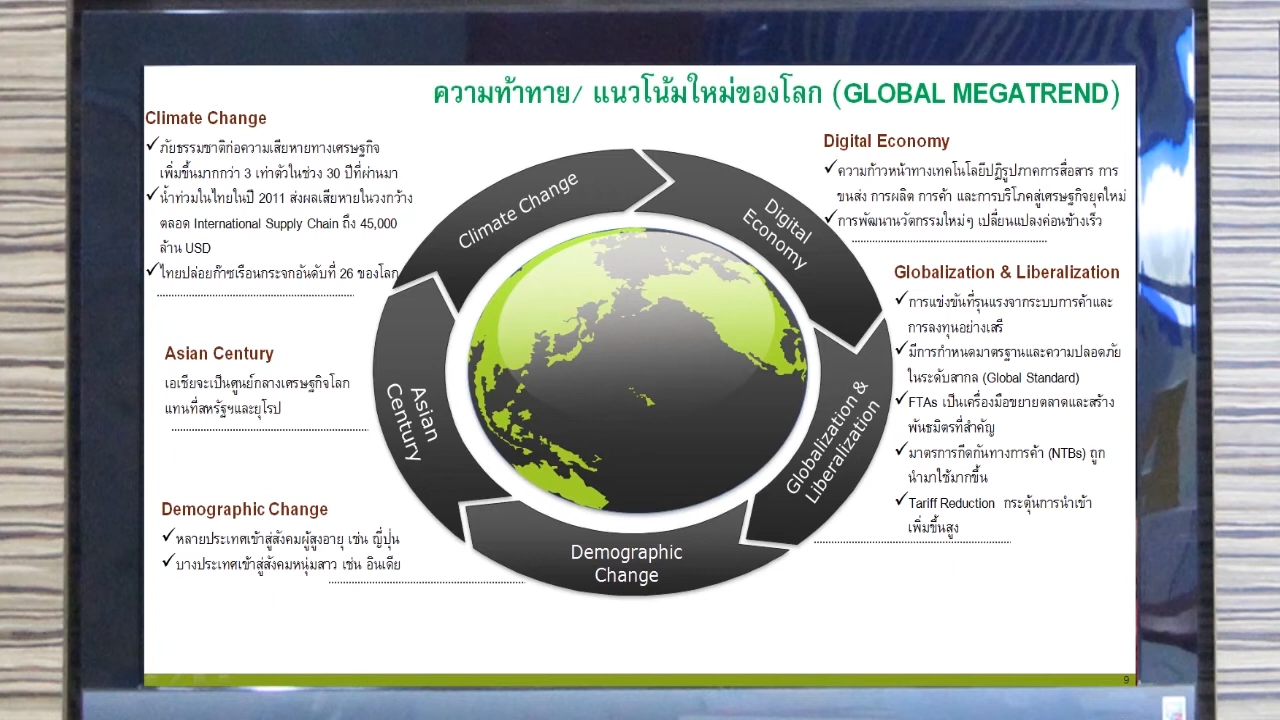 ความท้าทาย/ แนวโน้มใหม่ของโลก (GLOBAL MEGATREND)
Climate Change
✓ภัยธรรมชาติก่อความเสียหายทางเศรษฐกิจ
เพิ่มขึ้นมากกว่า 3 เท่าตัวในช่วง 30 ปีที่ผ่านมา
✓น้ำท่วมในไทยในปี 2011 ส่งผลเสียหายในวงกว้าง
ตลอด International Supply Chain ถึง 45,000
ล้าน USD
✓ไทยปล่อยก๊าซเรือนกระจกอันดับที่ 26 ของโลก
Asian Century
เอเชียจะเป็นศูนย์กลางเศรษฐกิจโลก
แทนที่สหรัฐฯและยุโรป
Demographic Change
✓หลายประเทศเข้าสู่สังคมผู้สูงอายุ เช่น ญี่ปุ่น
✓บางประเทศเข้าสู่สังคมหนุ่มสาว เช่น อินเดีย
Climate Change
Digital
Economy
Asian
Century
Globalization &
Liberalization
Demographic
Change
Digital Economy
✓ความก้าวหน้าทางเทคโนโลยีปฏิรูปภาคการสื่อสาร การ
ขนส่ง การผลิต การค้า และการบริโภคสู่เศรษฐกิจยุคใหม่
✓การพัฒนานวัตกรรมใหม่ๆ เปลี่ยนแปลงค่อนข้างเร็ว
Globalization & Liberalization
✓การแข่งขันที่รุนแรงจากระบบการค้าและ
การลงทุนอย่างเสรี
✓มีการกำหนดมาตรฐานและความปลอดภัย
ในระดับสากล (Global Standard)
✓FTAs เป็นเครื่องมือขยายตลาดและสร้าง
พันธมิตรที่สำคัญ
✓มาตรการกีดกันทางการค้า (NTBs) ถูก
นำมาใช้มากขึ้น
✓Tariff Reduction กระตุ้นการนำเข้า
เพิ่มขึ้นสูง
9